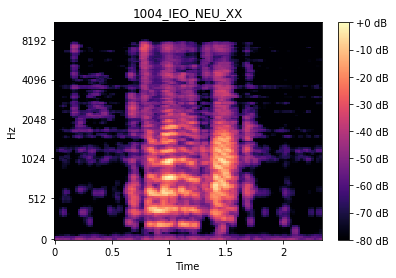 1004_IEO_NEU_XX
8192
4096
2048
1024
512
0
Hz
0
0.5
1
1.5
2
Time
+0 dB
-10 dB
-20 dB
-30 dB
-40 dB
-50 dB
-60 dB
-70 dB
-80 dB